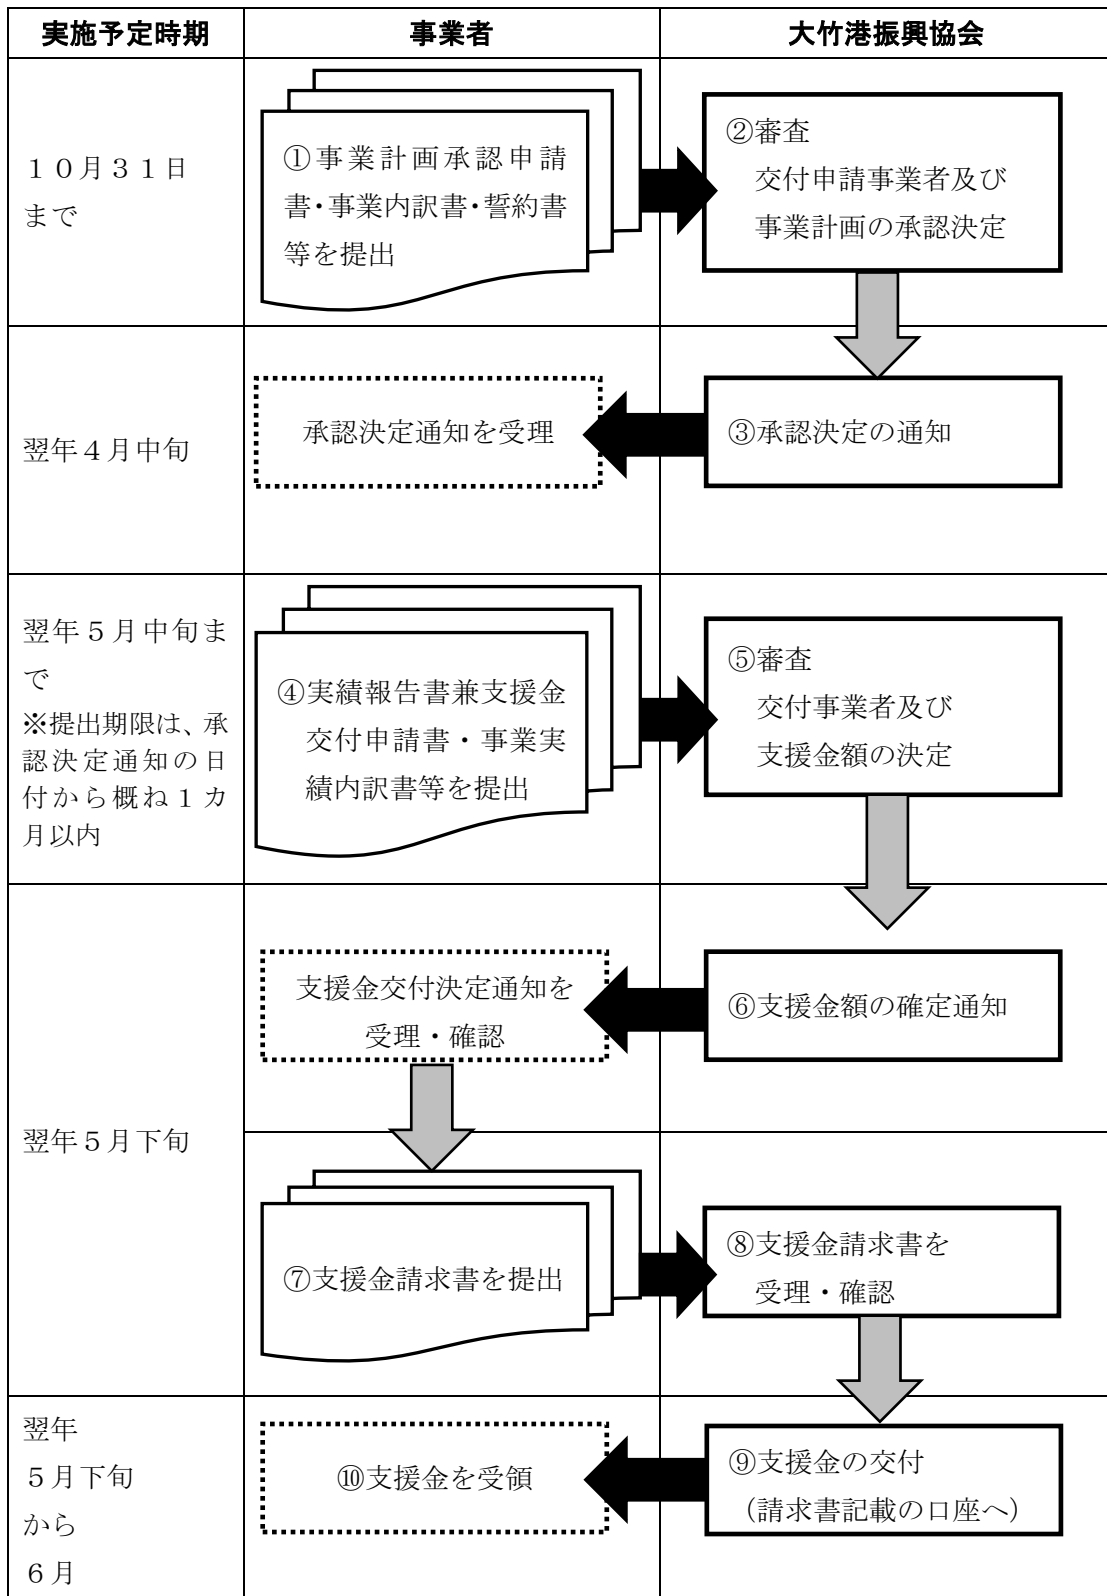 実施予定時期
事業者
大竹港振興協会
１０月３１日
まで
①事業計画承認申請
書・事業内訳書・誓約書
等を提出
②審査
交付申請事業者及び
事業計画の承認決定
翌年４月中旬
承認決定通知を受理
③承認決定の通知
翌年５月中旬ま
で
※提出期限は、承
認決定通知の日
付から概ね１カ
月以内
④実績報告書兼支援金
交付申請書・事業実
績内訳書等を提出
⑤審査
交付事業者及び
支援金額の決定
翌年５月下旬
支援金交付決定通知を
受理・確認
⑥支援金額の確定通知
⑦支援金請求書を提出
⑧支援金請求書を
受理・確認
翌年
５月下旬
から
６月
⑩支援金を受領
⑨支援金の交付
（請求書記載の口座へ）